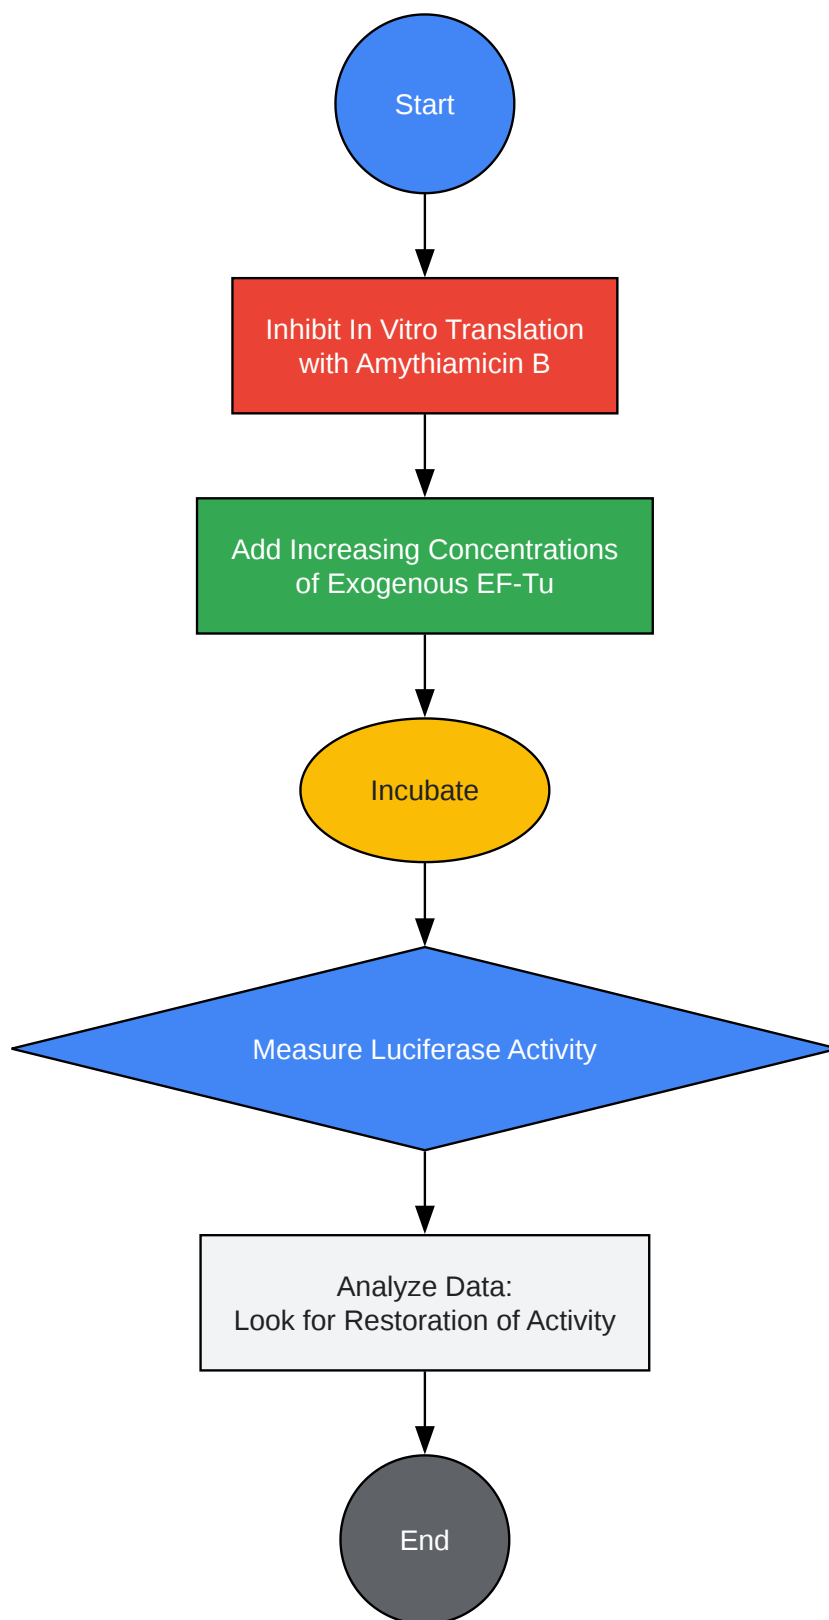 Start
Inhibit In Vitro Translation
with Amythiamicin B
Add Increasing Concentrations
of Exogenous EF-Tu
Incubate
Measure Luciferase Activity
Analyze Data:
Look for Restoration of Activity
End